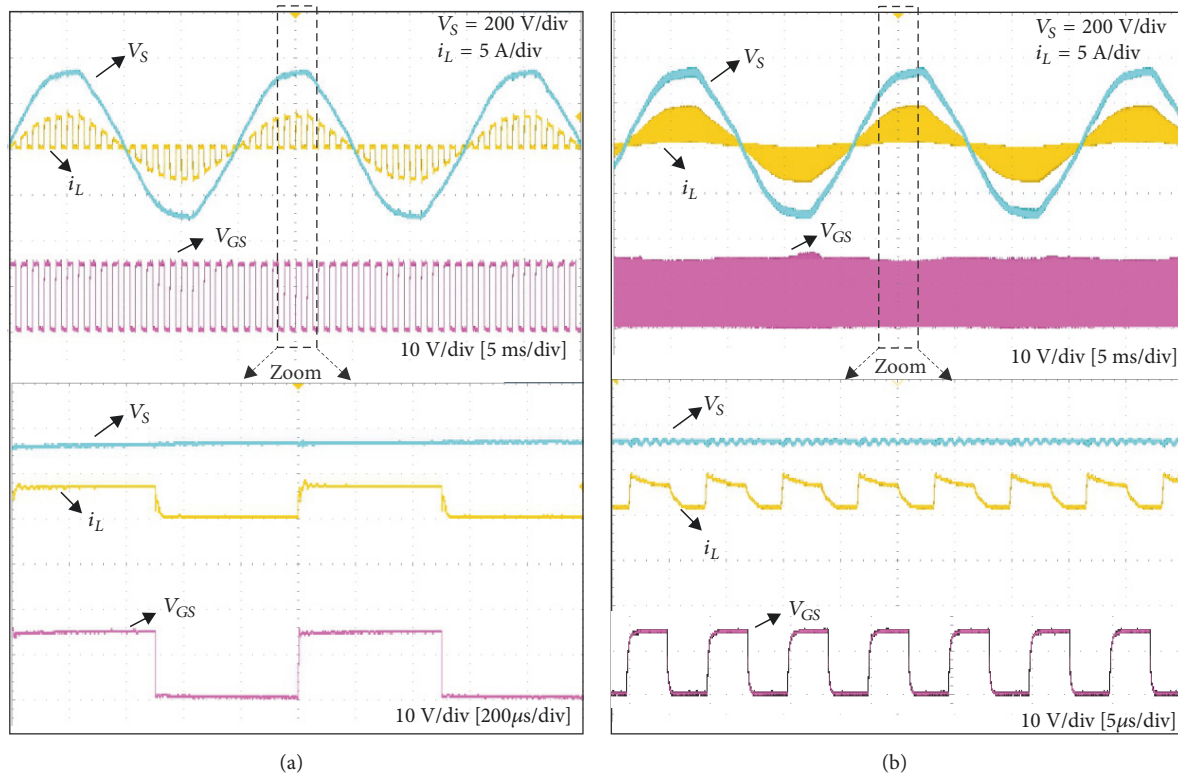 V_S = 200 V/div
i_L = 5 A/div
V_S
i_L
V_GS
10 V/div [5 ms/div]
Zoom
V_S
i_L
V_GS
10 V/div [200μs/div]
(a)
V_S = 200 V/div
i_L = 5 A/div
V_S
i_L
V_GS
10 V/div [5 ms/div]
Zoom
V_S
i_L
V_GS
10 V/div [5μs/div]
(b)